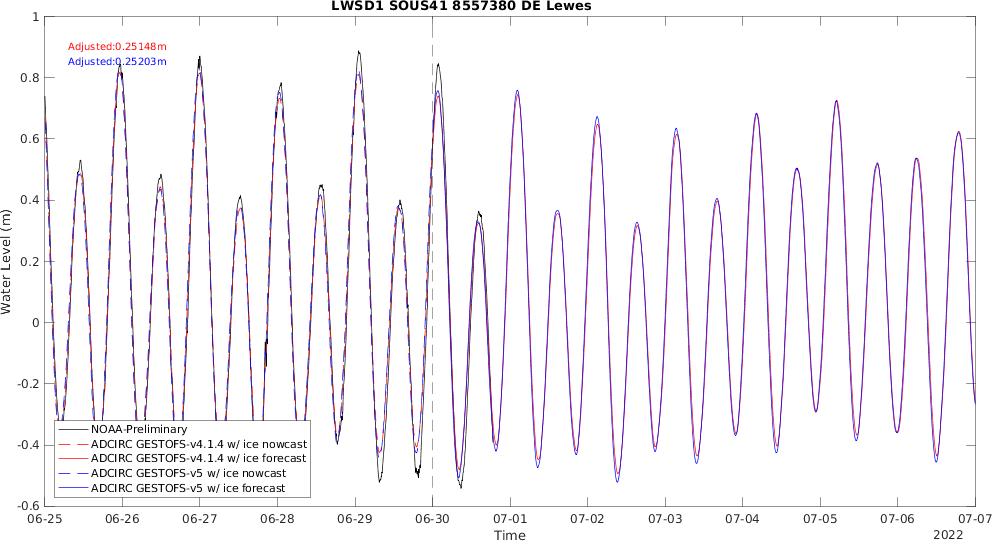 LWSD1 SOUS41 8557380 DE Lewes
Adjusted:0.25148m
Adjusted:0.25203m
Water Level (m)
1
0.8
0.6
0.4
0.2
0
-0.2
-0.4
-0.6
NOAA-Preliminary
ADCIRC GESTOFS-v4.1.4 w/ ice nowcast
ADCIRC GESTOFS-v4.1.4 w/ ice forecast
ADCIRC GESTOFS-v5 w/ ice nowcast
ADCIRC GESTOFS-v5 w/ ice forecast
06-25 06-26 06-27 06-28 06-29 06-30 07-01 07-02 07-03 07-04 07-05 07-06 07-07
Time
2022